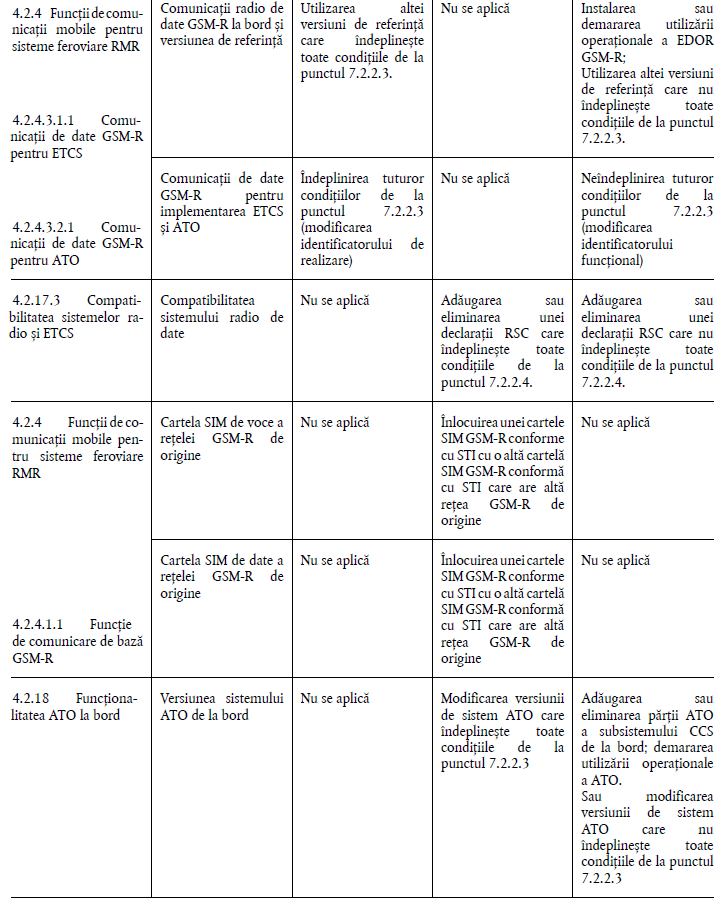 4.2.4 Funcții de comu-
nicații mobile pentru
sisteme feroviare RMR
4.2.4.3.1.1 Comu-
nicații de date GSM-R
pentru ETCS
4.2.4.3.2.1 Comu-
nicații de date GSM-R
pentru ATO
Comunicații radio de
date GSM-R la bord și
versiunea de referință
Utilizarea altei
versiuni de referință
care îndeplinește
toate condițiile de la
punctul 7.2.2.3.
Nu se aplică
Instalarea sau
demararea utilizării
operaționale a EDOR
GSM-R;
Utilizarea altei versiuni
de referință care nu
îndeplinește toate
condițiile de la punctul
7.2.2.3.
Comunicații de date
GSM-R pentru
implementarea ETCS
și ATO
Îndeplinirea tuturor
condițiilor de la
punctul 7.2.2.3
(modificarea
identificatorului de
realizare)
Nu se aplică
Neîndeplinirea tuturor
condițiilor de la
punctul 7.2.2.3
(modificarea
identificatorului
funcțional)
4.2.17.3 Compati-
bilitatea sistemelor ra-
dio și ETCS
Compatibilitatea
sistemului radio de
date
Nu se aplică
Adăugarea sau
eliminarea unei
declarații RSC care
îndeplinește toate
condițiile de la
punctul 7.2.2.4.
Adăugarea sau
eliminarea unei
declarații RSC care nu
îndeplinește toate
condițiile de la punctul
7.2.2.4.
4.2.4 Funcții de co-
municații mobile pen-
tru sisteme feroviare
RMR
4.2.4.1.1 Funcție
de comunicare de bază
GSM-R
Cartela SIM de voce a
rețelei GSM-R de
origine
Nu se aplică
Înlocuirea unei cartele
SIM GSM-R conforme
cu STI cu o altă cartelă
SIM GSM-R conformă
cu STI care are altă
rețea GSM-R de
origine
Nu se aplică
Cartela SIM de date a
rețelei GSM-R de
origine
Nu se aplică
Înlocuirea unei cartele
SIM GSM-R conforme
cu STI cu o altă cartelă
SIM GSM-R conformă
cu STI care are altă
rețea GSM-R de
origine
Nu se aplică
4.2.18 Funcționa-
litatea ATO la bord
Versiunea sistemului
ATO de la bord
Nu se aplică
Modificarea versiunii
de sistem ATO care
îndeplinește toate
condițiile de la
punctul 7.2.2.3
Adăugarea sau
eliminarea părții ATO
a subsistemului CCS
de la bord; demararea
utilizării operaționale
a ATO.
Sau modificarea
versiunii de sistem
ATO care nu
îndeplinește toate
condițiile de la punctul
7.2.2.3